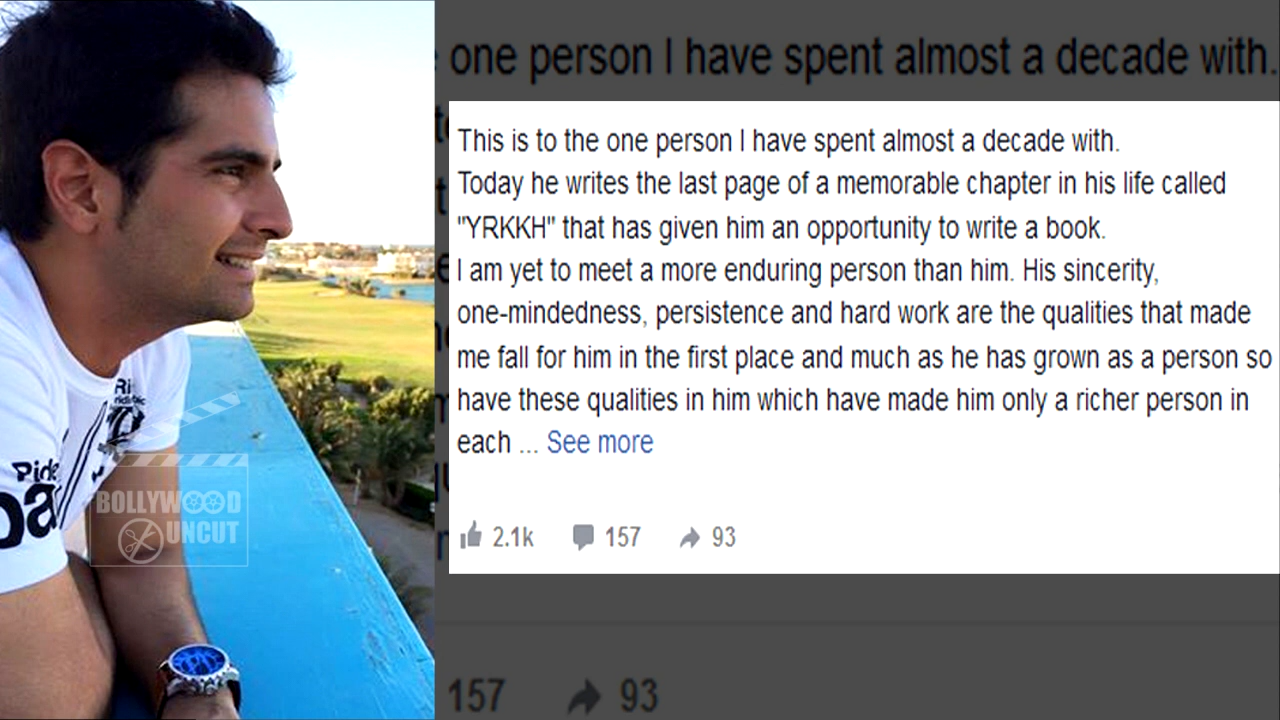 one person I have spent almost a decade with.
This is to the one person I have spent almost a decade with.
Today he writes the last page of a memorable chapter in his life called
"YRKKH" that has given him an opportunity to write a book.
I am yet to meet a more enduring person than him. His sincerity,
one-mindedness, persistence and hard work are the qualities that made
me fall for him in the first place and much as he has grown as a person so
have these qualities in him which have made him only a richer person in
each ... See more
2.1k 157 93
157 93
BOLLYWOOD
UNCUT